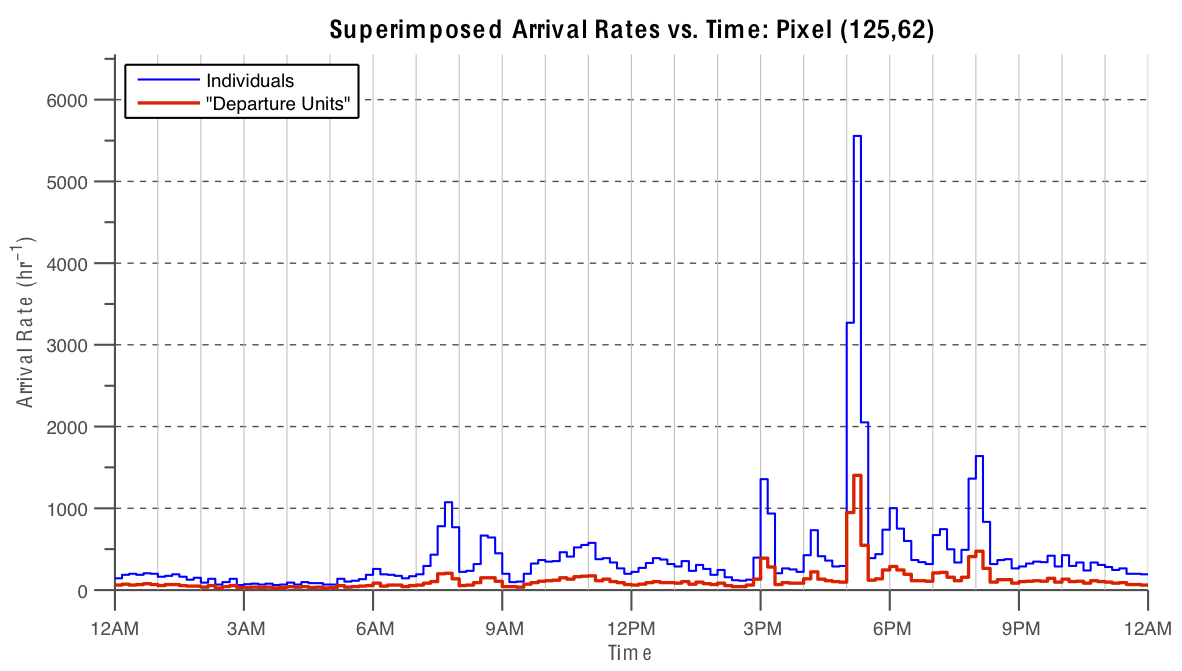 Superimposed Arrival Rates vs. Time: Pixel (125,62)
Individuals
"Departure Units"
6000
5000
4000
3000
2000
1000
0
Arrival Rate (hr⁻¹)
12AM 3AM 6AM 9AM 12PM 3PM 6PM 9PM 12AM
Time